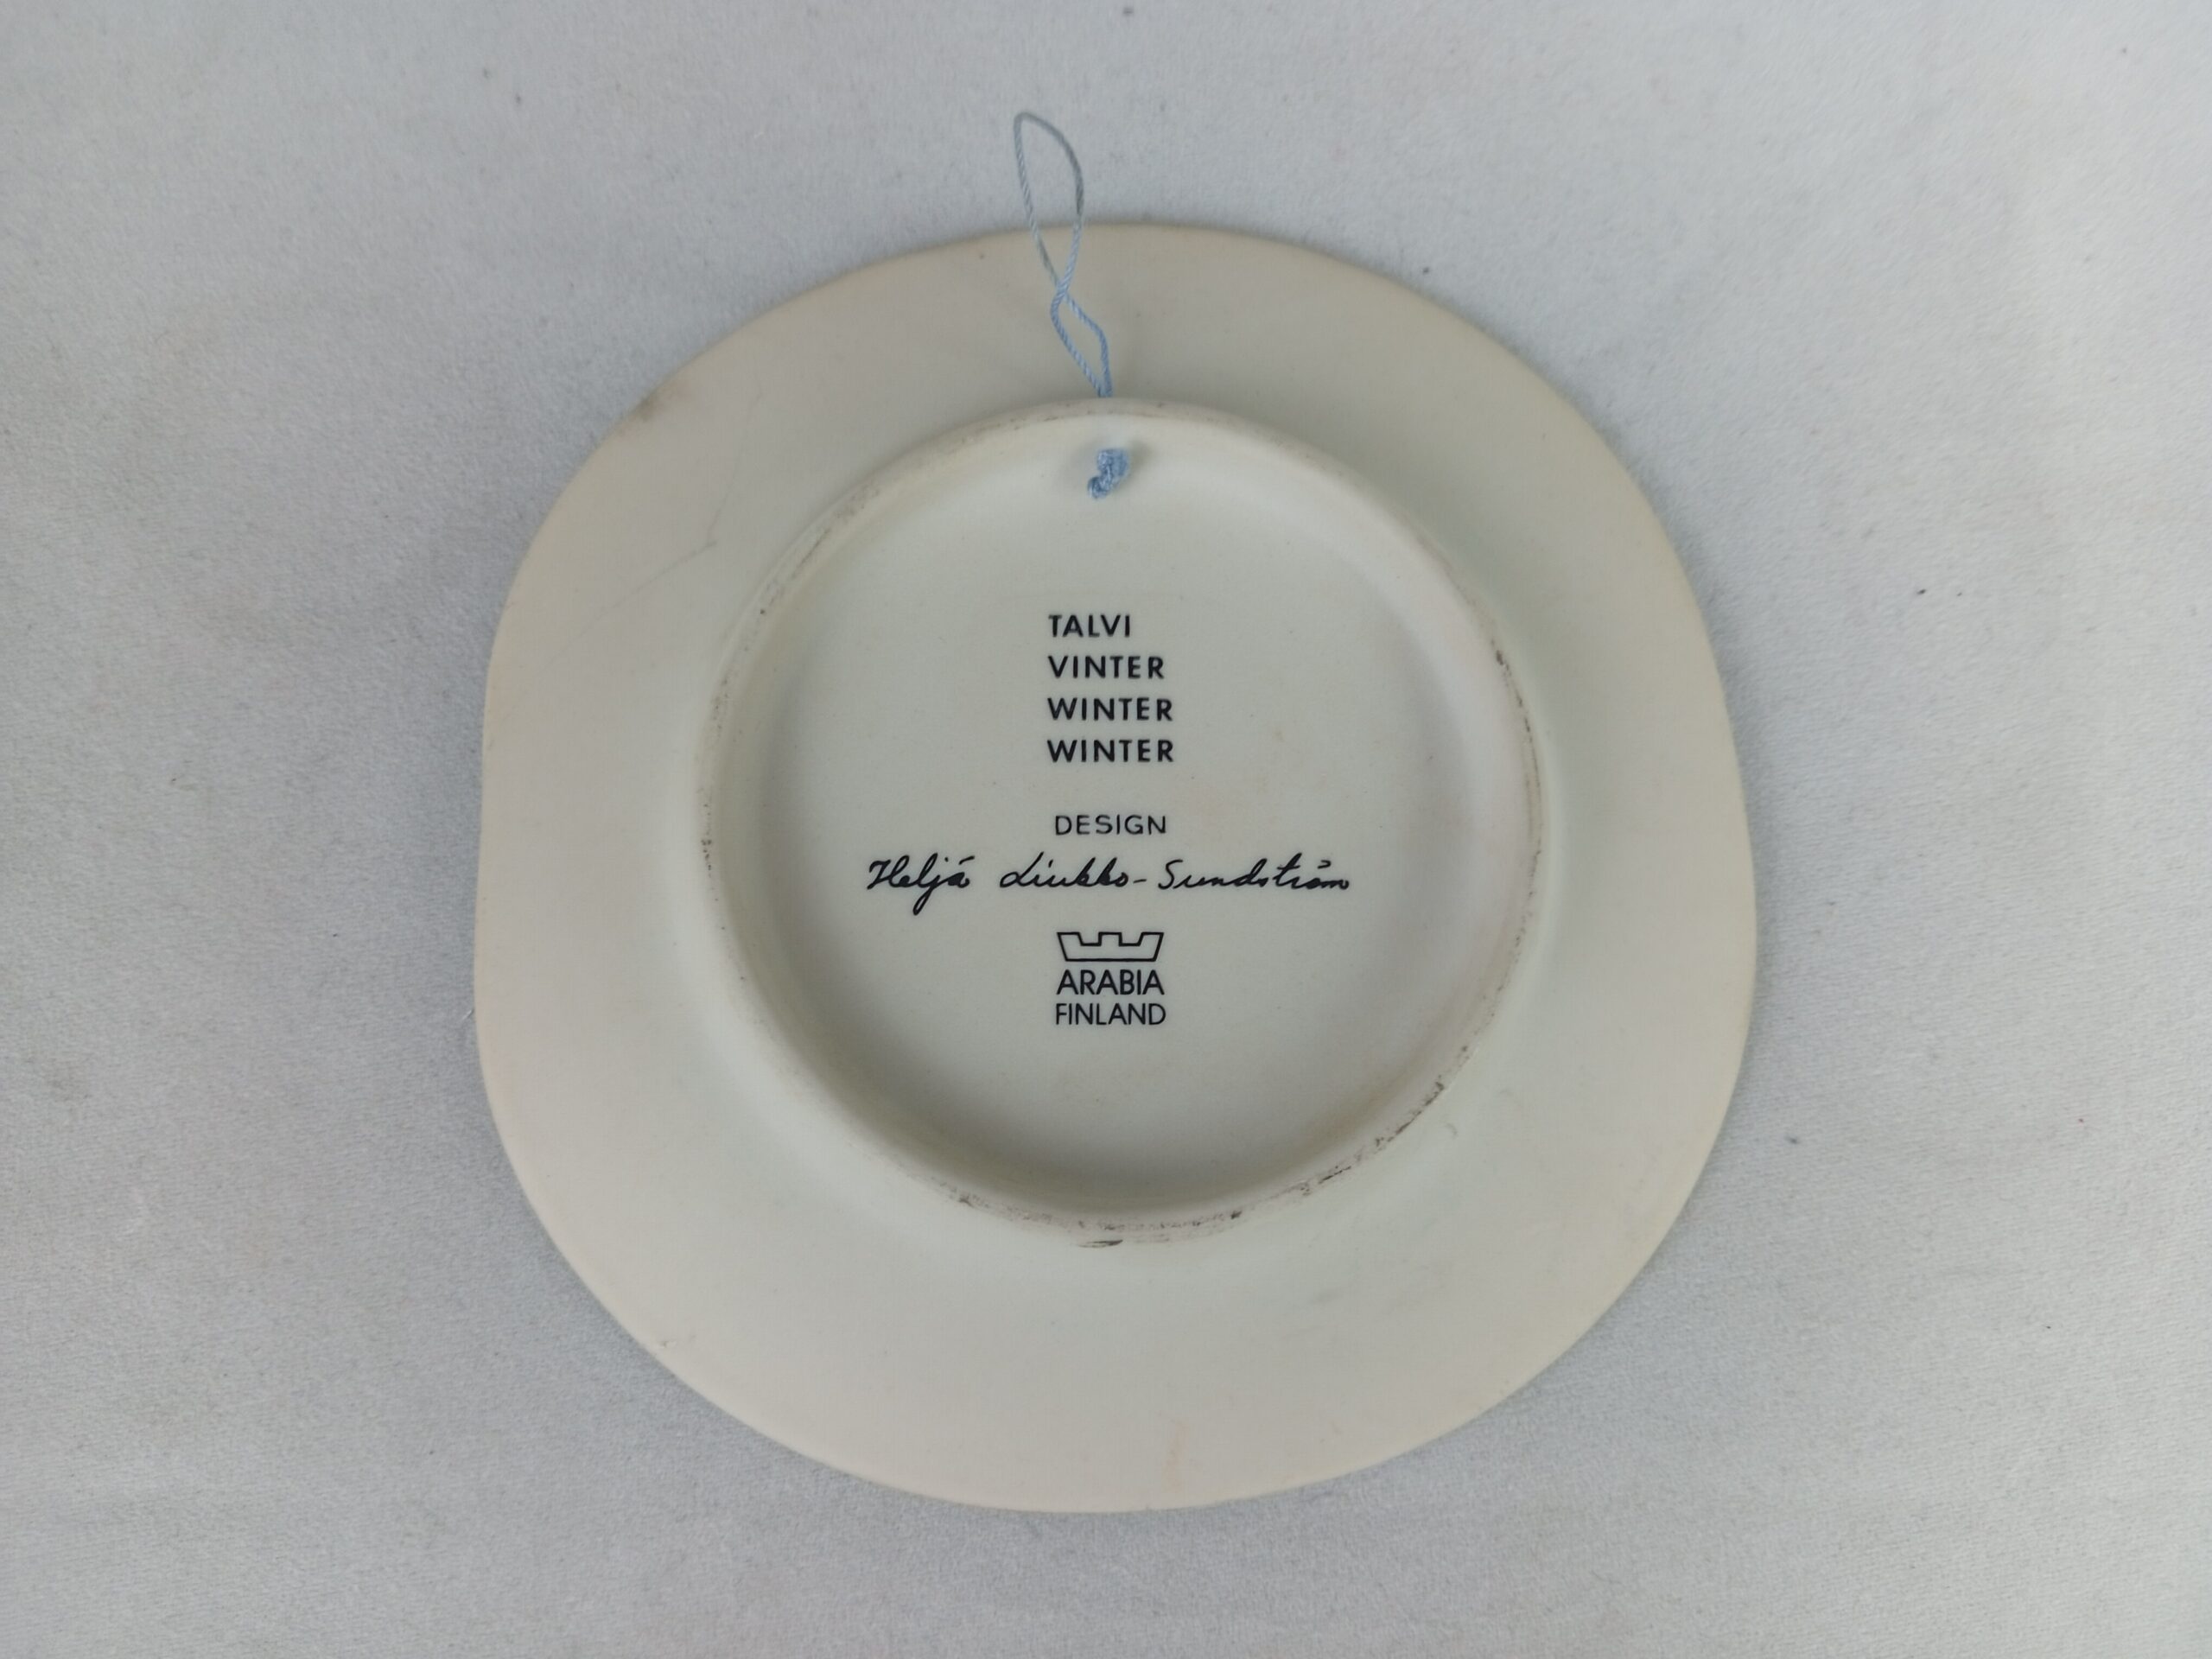 TALVI
VINTER
WINTER
WINTER
DESIGN
Heljä Liukko-Sundström
ARABIA
FINLAND